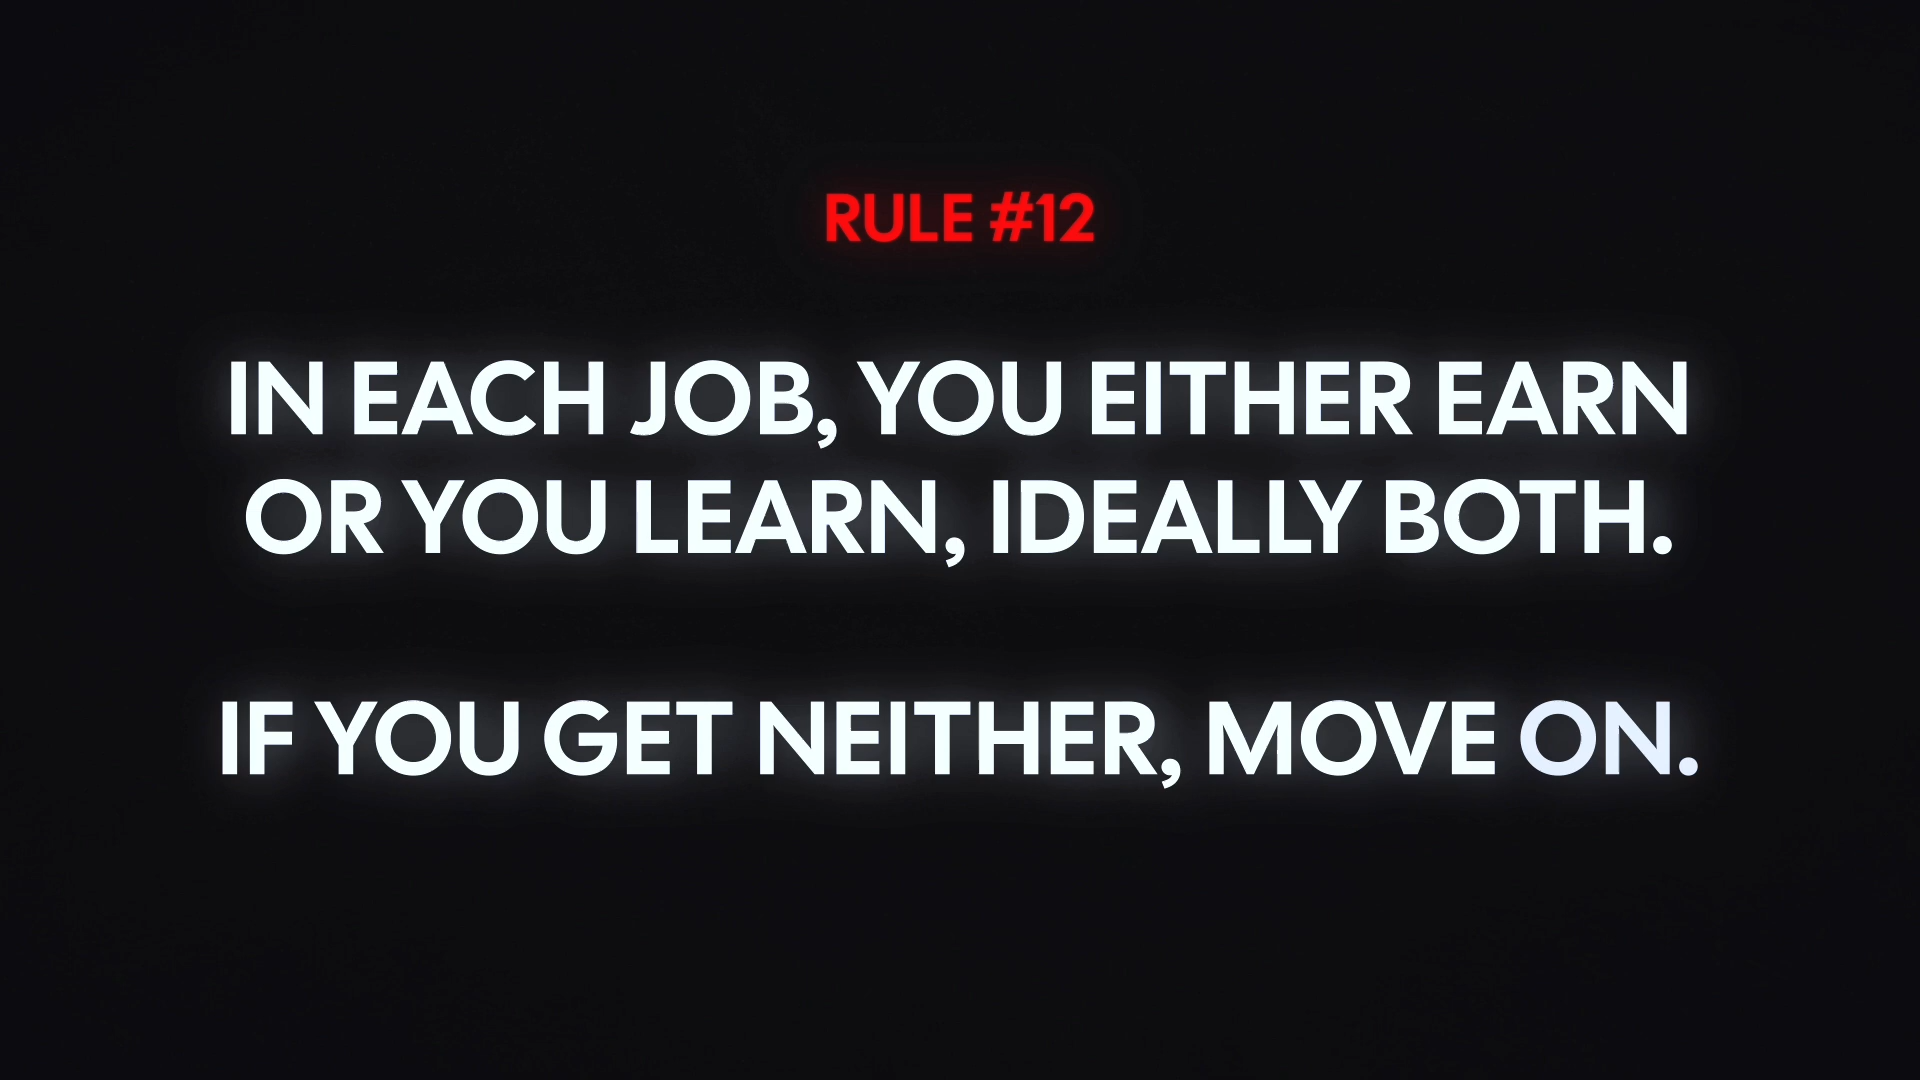 RULE #12
IN EACH JOB, YOU EITHER EARN
OR YOU LEARN, IDEALLY BOTH.
IF YOU GET NEITHER, MOVE ON.